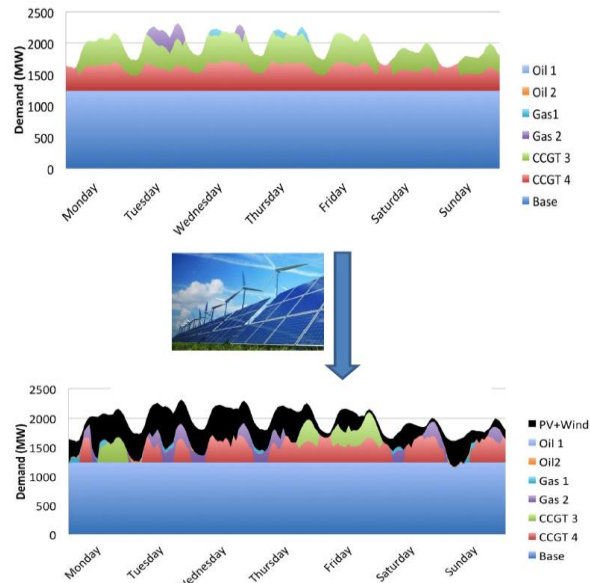 2500
2000
1500
1000
500
0
Demand (MW)
Monday
Tuesday
Wednesday
Thursday
Friday
Saturday
Sunday
Oil 1
Oil 2
Gas1
Gas 2
CCGT 3
CCGT 4
Base
2500
2000
1500
1000
500
0
Demand (MW)
Monday
Tuesday
Wednesday
Thursday
Friday
Saturday
Sunday
PV+Wind
Oil 1
Oil2
Gas 1
Gas 2
CCGT 3
CCGT 4
Base